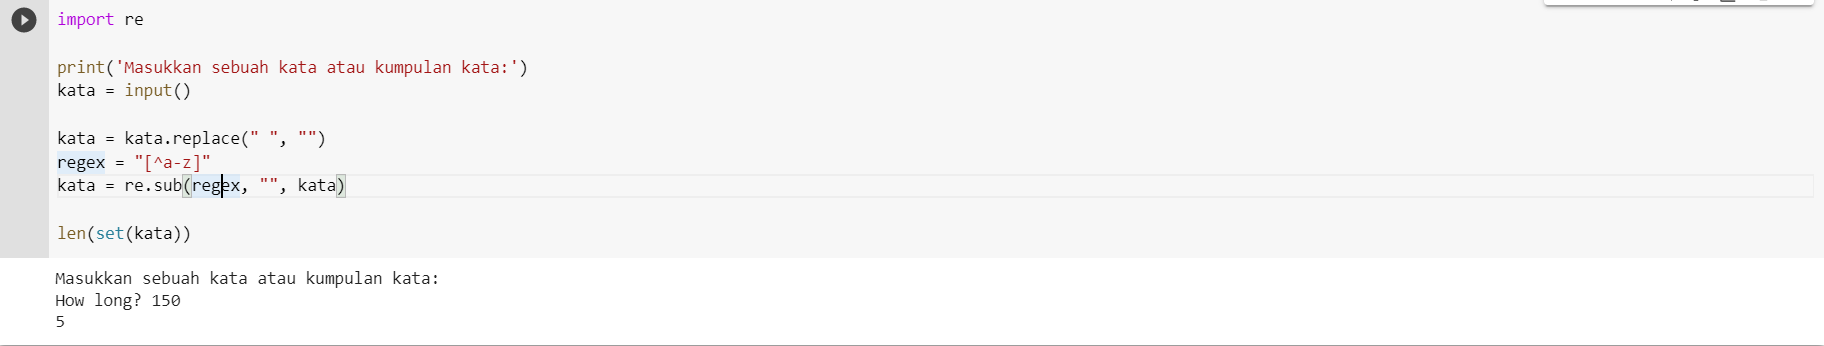 import re
print('Masukkan sebuah kata atau kumpulan kata:')
kata = input()
kata = kata.replace(" ", "")
regex = "[^a-z]"
kata = re.sub(regex, "", kata)
len(set(kata))
Masukkan sebuah kata atau kumpulan kata:
How long? 150
5